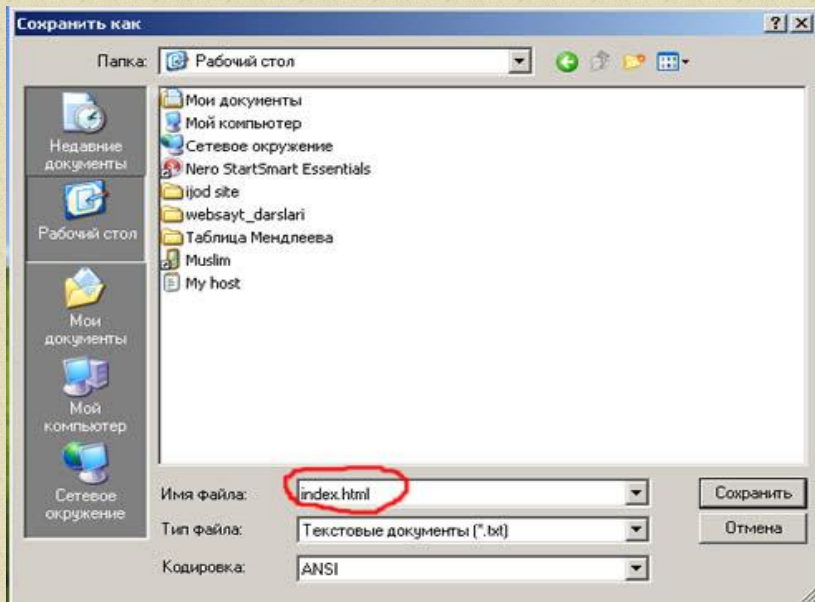 Сохранить как
Папка: Рабочий стол
Недавние
документы
Рабочий стол
Мои
документы
Мой
компьютер
Сетевое
окружение
Мои документы
Мой компьютер
Сетевое окружение
Nero StartSmart Essentials
ijod site
websayt_darslari
Таблица Мендлеева
Muslim
My host
Имя файла: index.html
Сохранить
Тип файла: Текстовые документы (*.txt)
Отмена
Кодировка: ANSI